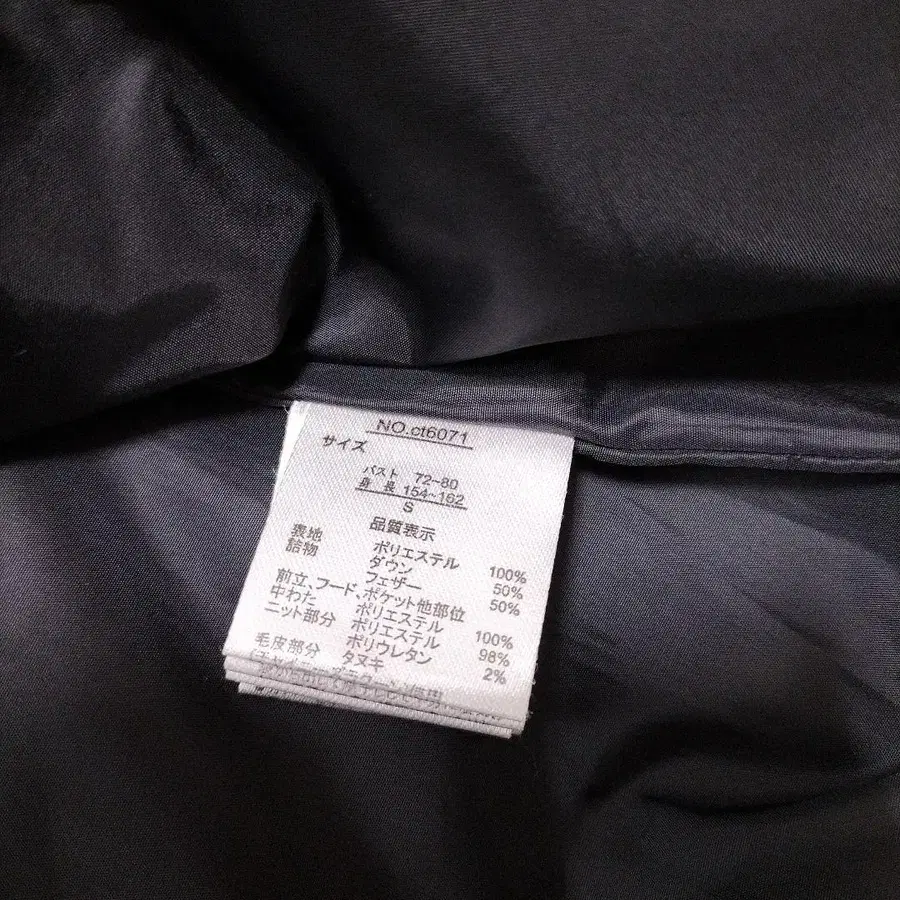 NO.ct6071
サイズ
バスト 72~80
身長 154~162
S
品質表示
表地 ポリエステル 100%
詰物 ダウン 50%
フェザー 50%
前立、フード、ポケット他部位
中わた ポリエステル 100%
ニット部分 ポリエステル 98%
ポリウレタン 2%
毛皮部分 タヌキ